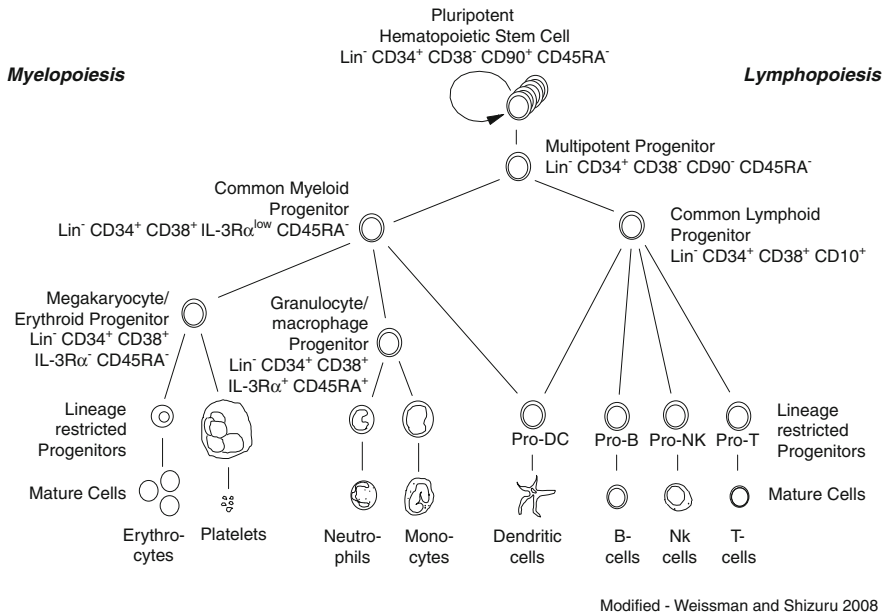 Pluripotent
Hematopoietic Stem Cell
Lin⁻ CD34⁺ CD38⁻ CD90⁺ CD45RA⁻
Myelopoiesis
Lymphopoiesis
Multipotent Progenitor
Lin⁻ CD34⁺ CD38⁻ CD90⁻ CD45RA⁻
Common Myeloid
Progenitor
Lin⁻ CD34⁺ CD38⁺ IL-3Rα^low CD45RA⁻
Common Lymphoid
Progenitor
Lin⁻ CD34⁺ CD38⁺ CD10⁺
Megakaryocyte/
Erythroid Progenitor
Lin⁻ CD34⁺ CD38⁺
IL-3Rα⁻ CD45RA⁻
Granulocyte/
macrophage
Progenitor
Lin⁻ CD34⁺ CD38⁺
IL-3Rα⁺ CD45RA⁺
Lineage
restricted
Progenitors
Pro-DC
Pro-B
Pro-NK
Pro-T
Lineage
restricted
Progenitors
Mature Cells
Mature Cells
Erythro-
cytes
Platelets
Neutro-
phils
Mono-
cytes
Dendritic
cells
B-
cells
Nk
cells
T-
cells
Modified - Weissman and Shizuru 2008